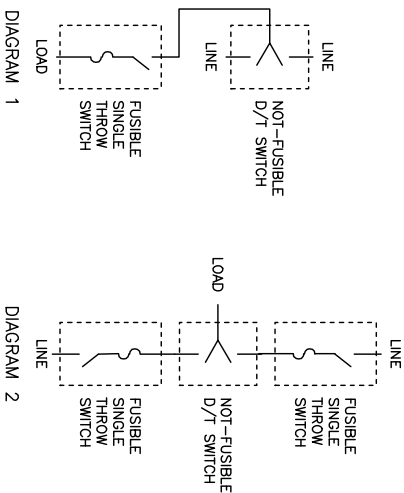 LINE
LINE
NOT-FUSIBLE
D/T SWITCH
LOAD
FUSIBLE
SINGLE
THROW
SWITCH
DIAGRAM 1
LINE
FUSIBLE
SINGLE
THROW
SWITCH
LOAD
NOT-FUSIBLE
D/T SWITCH
LINE
FUSIBLE
SINGLE
THROW
SWITCH
DIAGRAM 2